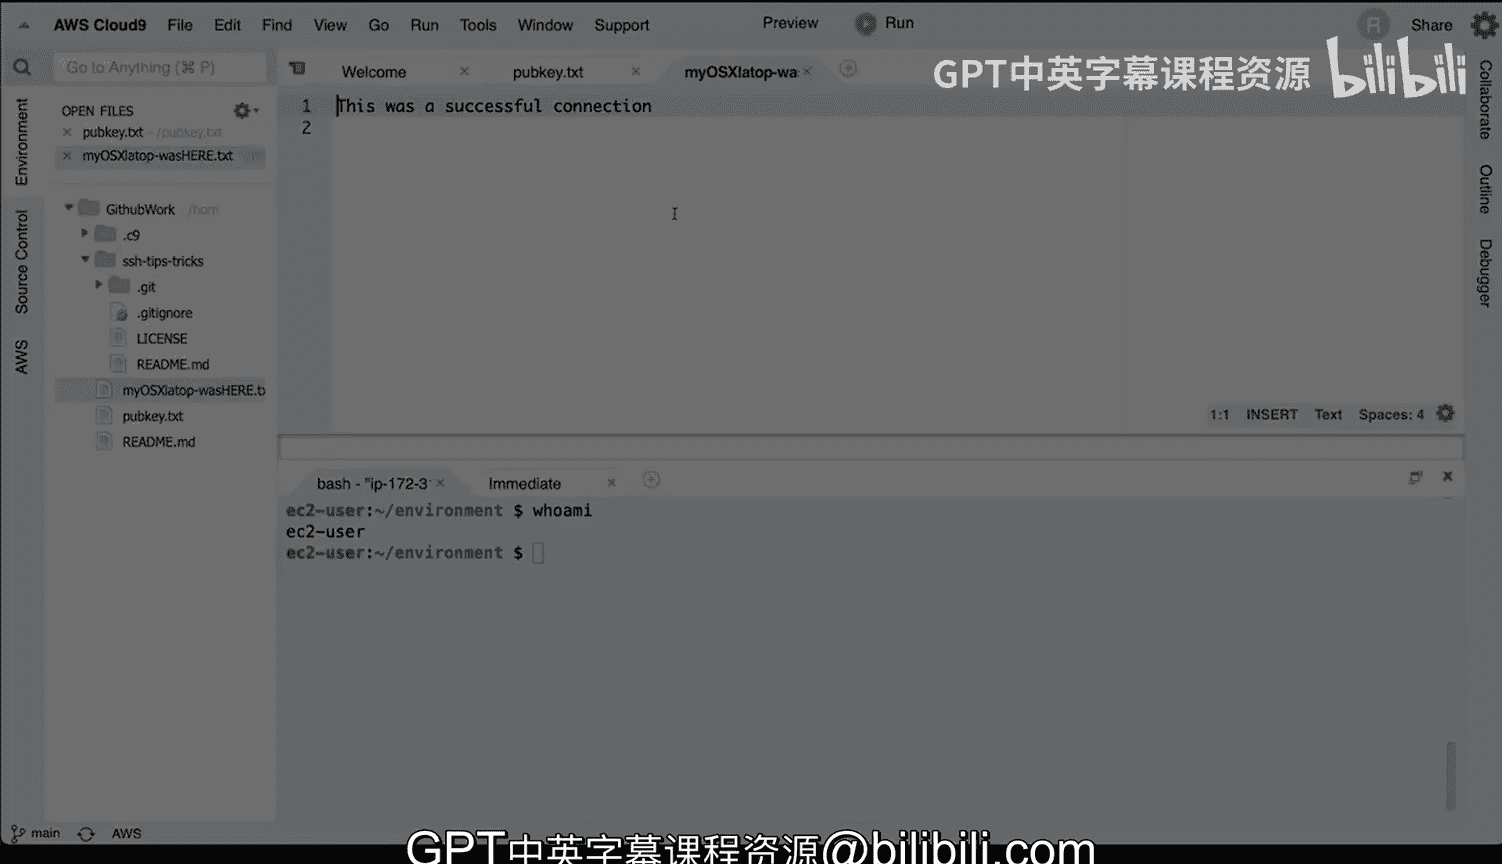 AWS Cloud9 File Edit Find View Go Run Tools Window Support Preview Run R Share
GPT中英字幕课程资源 bilibili
Go to Anything (⌘ P)
Welcome pubkey.txt myOSXlatop-wa
OPEN FILES
pubkey.txt - /pubkey.txt
myOSXlatop-wasHERE.txt
GithubWork - /hom
.c9
ssh-tips-tricks
.git
.gitignore
LICENSE
README.md
myOSXlatop-wasHERE.tx
pubkey.txt
README.md
Environment
Source Control
AWS
1 This was a successful connection
2
1:1 INSERT Text Spaces: 4
Collaborate
Outline
Debugger
bash - "ip-172-3 Immediate
ec2-user:~/environment $ whoami
ec2-user
ec2-user:~/environment $
main AWS
GPT中英字幕课程资源@bilibili.com